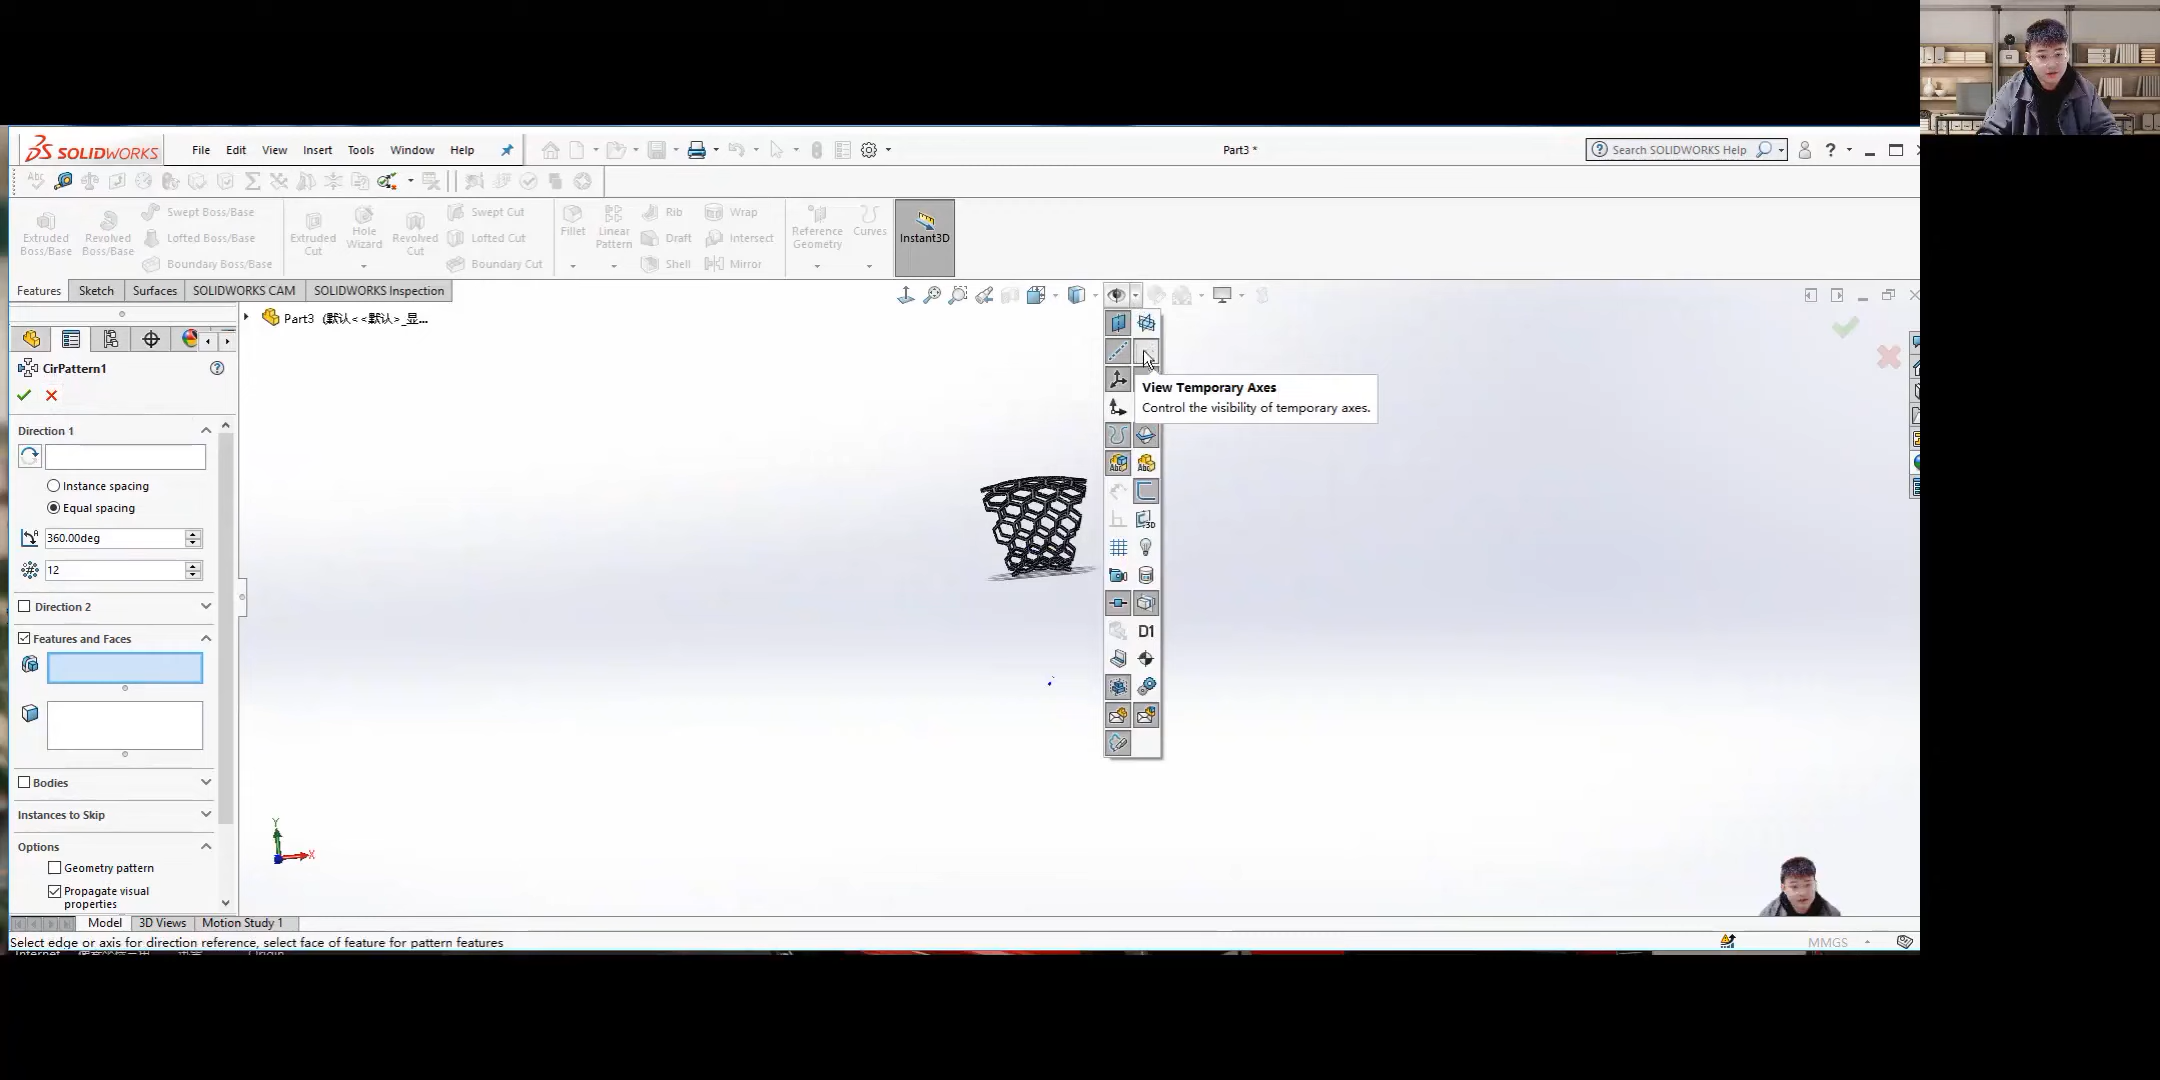 SOLIDWORKS File Edit View Insert Tools Window Help Part3 * Search SOLIDWORKS Help ?
Extruded Boss/Base
Revolved Boss/Base
Swept Boss/Base
Lofted Boss/Base
Boundary Boss/Base
Extruded Cut
Hole Wizard
Revolved Cut
Swept Cut
Lofted Cut
Boundary Cut
Fillet
Linear Pattern
Rib
Draft
Shell
Wrap
Intersect
Mirror
Reference Geometry
Curves
Instant3D
Features Sketch Surfaces SOLIDWORKS CAM SOLIDWORKS Inspection
Part3 (默认<<默认>_显...
CirPattern1
Direction 1
Instance spacing
Equal spacing
360.00deg
12
Direction 2
Features and Faces
Bodies
Instances to Skip
Options
Geometry pattern
Propagate visual
properties
View Temporary Axes
Control the visibility of temporary axes.
D1
Y
X
Model 3D Views Motion Study 1
Select edge or axis for direction reference, select face of feature for pattern features
MMGS